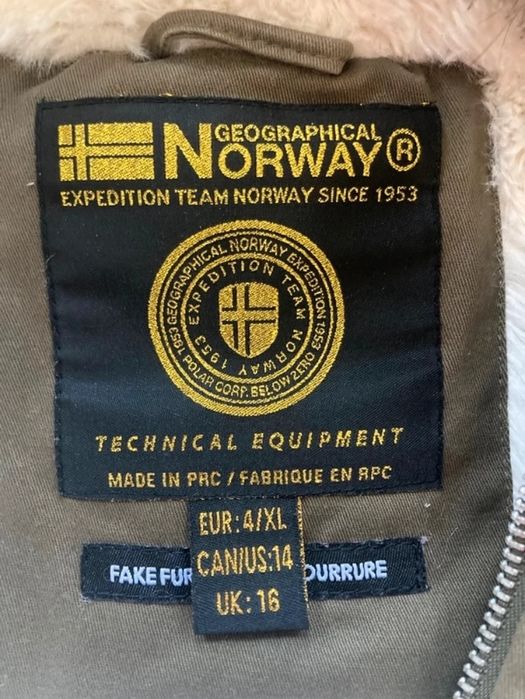 GEOGRAPHICAL
NORWAY®
EXPEDITION TEAM NORWAY SINCE 1953
GEOGRAPHICAL NORWAY EXPEDITION 1953
1953 POLAR CORP. BELOW ZERO
EXPEDITION TEAM
1953 NORWAY
TECHNICAL EQUIPMENT
MADE IN PRC / FABRIQUE EN RPC
EUR: 4/XL
CAN/US: 14
UK: 16
FAKE FUR